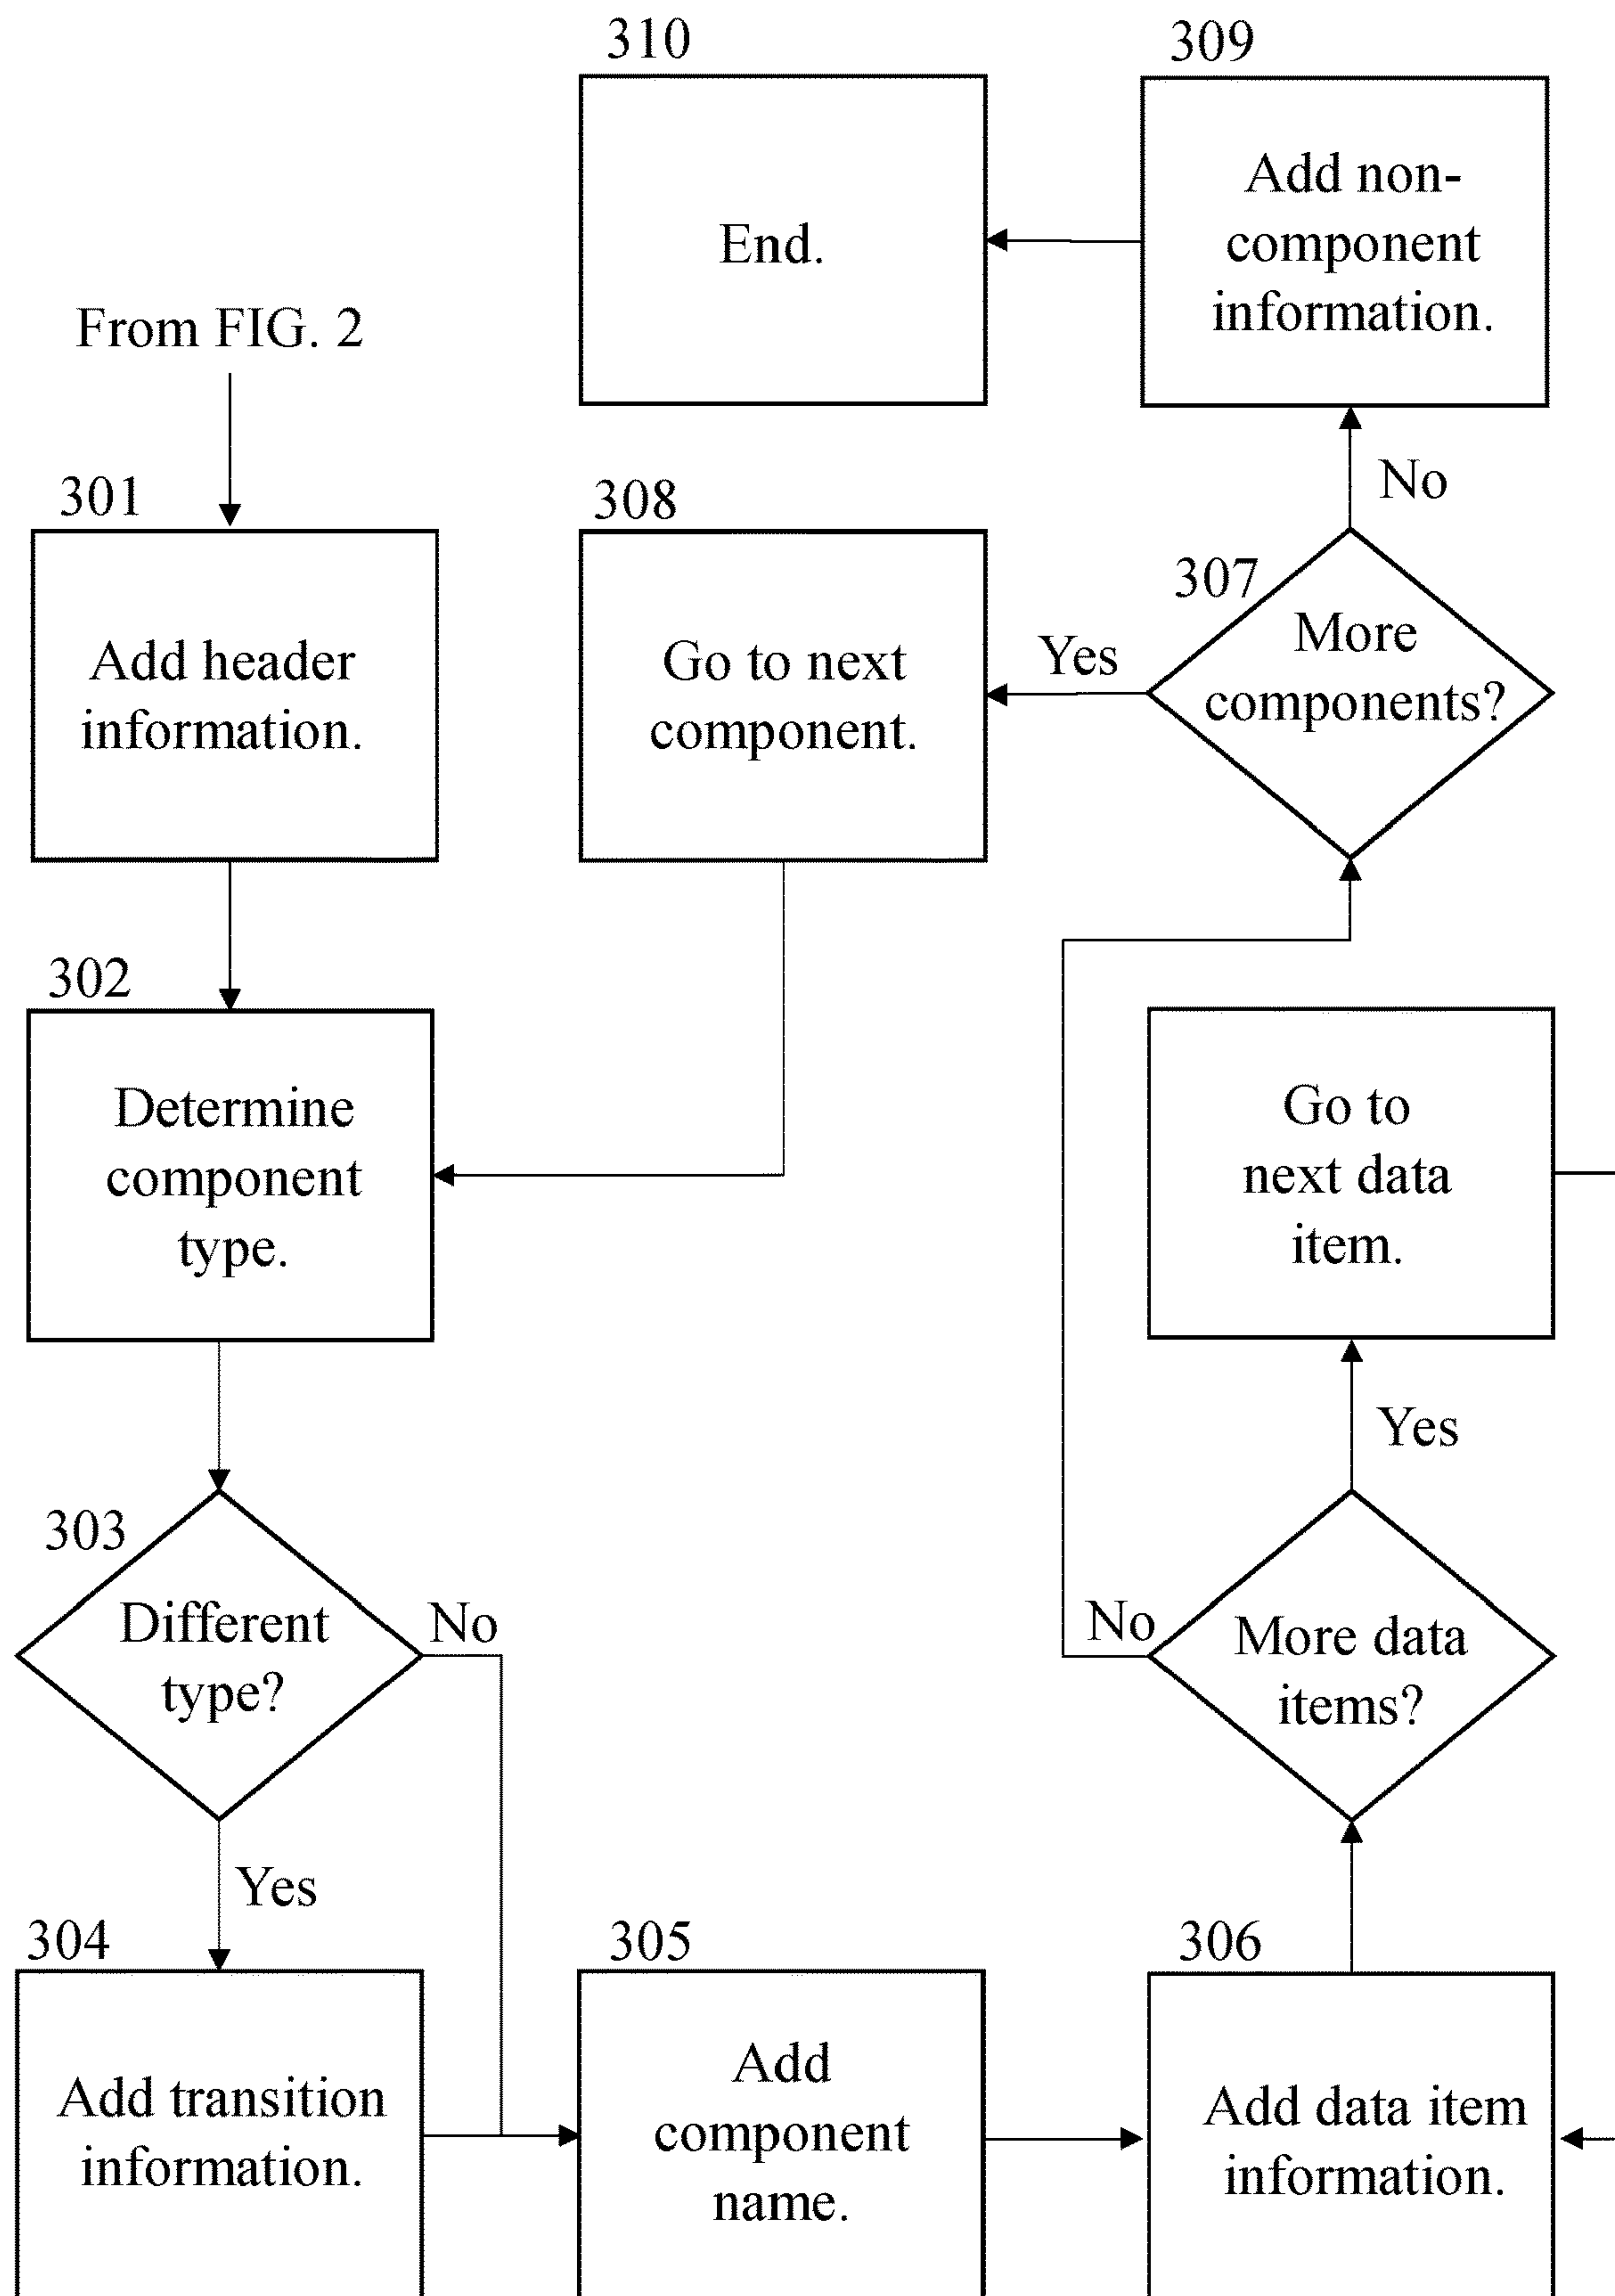 From FIG. 2
301
Add header
information.
302
Determine
component
type.
303
Different
type?
No
Yes
304
Add transition
information.
305
Add
component
name.
306
Add data item
information.
More data
items?
Yes
No
Go to
next data
item.
307
More
components?
Yes
No
308
Go to next
component.
309
Add non-
component
information.
310
End.